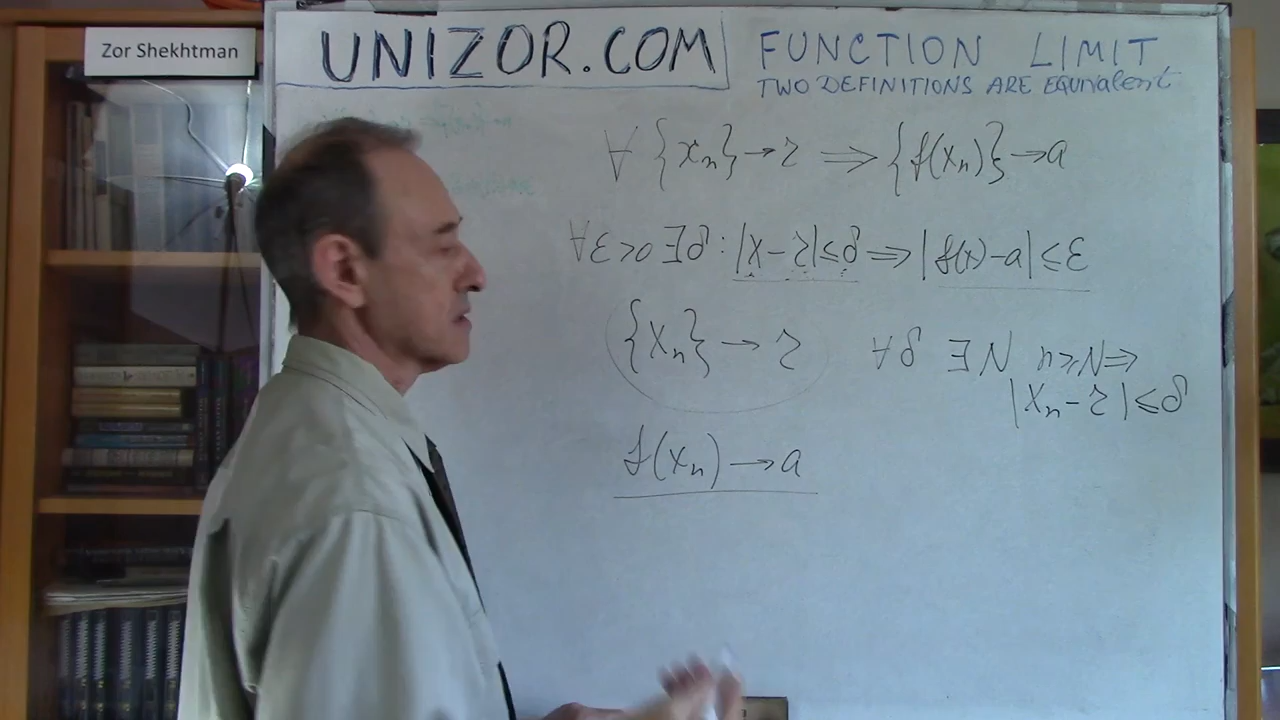 Zor Shekhtman
UNIZOR.COM
FUNCTION LIMIT
TWO DEFINITIONS ARE EQUIVALENT
∀ {xₙ}→r ⇒ {f(xₙ)}→a
∀ε>0 ∃δ: |x-r|≤δ ⇒ |f(x)-a|≤ε
{xₙ}→r ∀δ ∃N n≥N⇒
|xₙ-r|≤δ
f(xₙ)→a